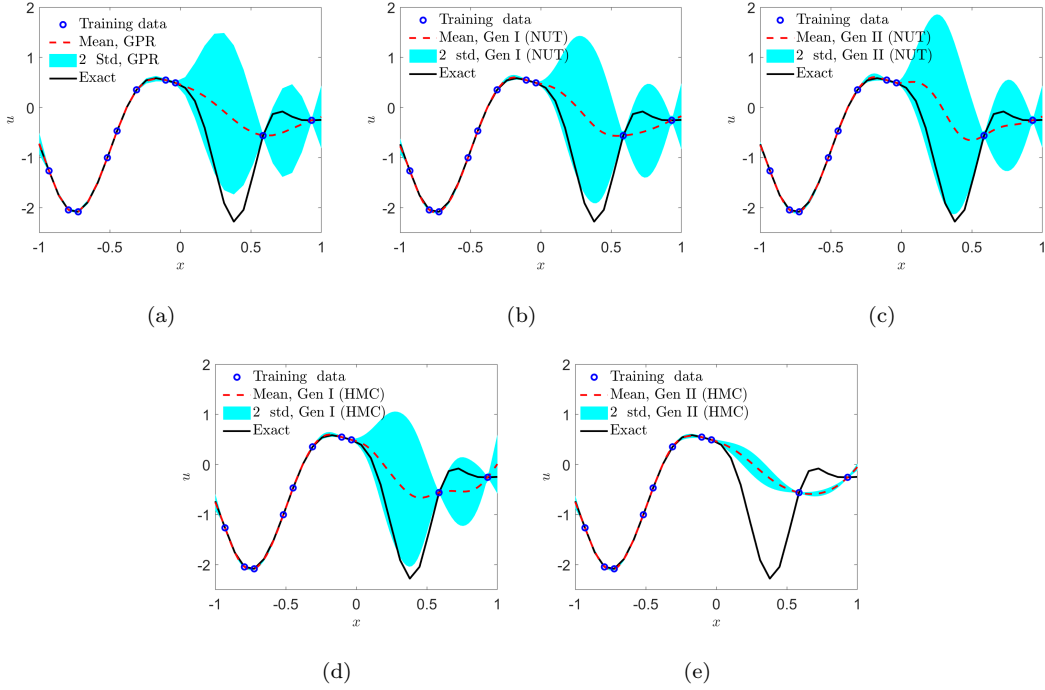 2
1
0
-1
-2
u
Training data
Mean, GPR
2 Std, GPR
Exact
-1 -0.5 0 0.5 1
x
(a)
2
1
0
-1
-2
u
Training data
Mean, Gen I (NUT)
2 std, Gen I (NUT)
Exact
-1 -0.5 0 0.5 1
x
(b)
2
1
0
-1
-2
u
Training data
Mean, Gen II (NUT)
2 std, Gen II (NUT)
Exact
-1 -0.5 0 0.5 1
x
(c)
2
1
0
-1
-2
u
Training data
Mean, Gen I (HMC)
2 std, Gen I (HMC)
Exact
-1 -0.5 0 0.5 1
x
(d)
2
1
0
-1
-2
u
Training data
Mean, Gen II (HMC)
2 std, Gen II (HMC)
Exact
-1 -0.5 0 0.5 1
x
(e)